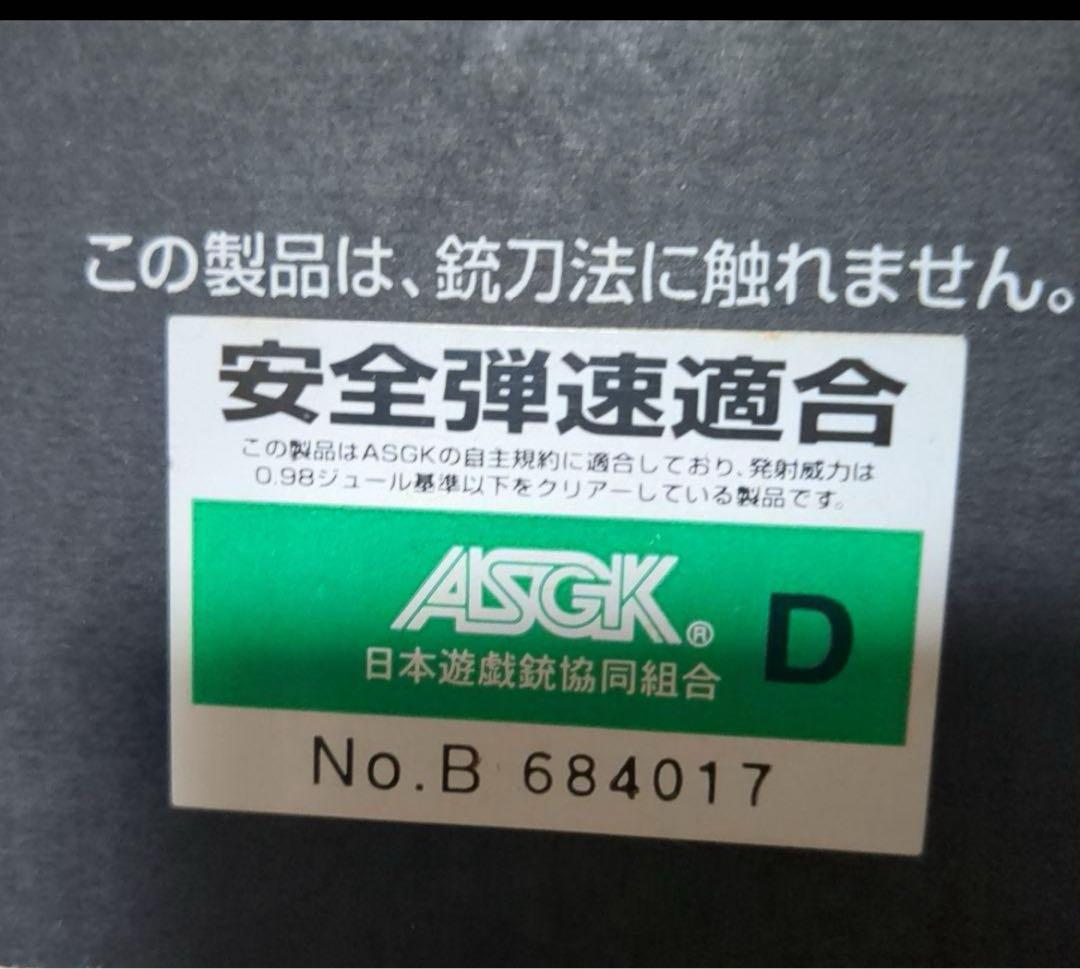 この製品は、銃刀法に触れません。
安全弾速適合
この製品はASGKの自主規約に適合しており、発射威力は
0.98ジュール基準以下をクリアーしている製品です。
ASGK®
D
日本遊戯銃協同組合
No.B 684017